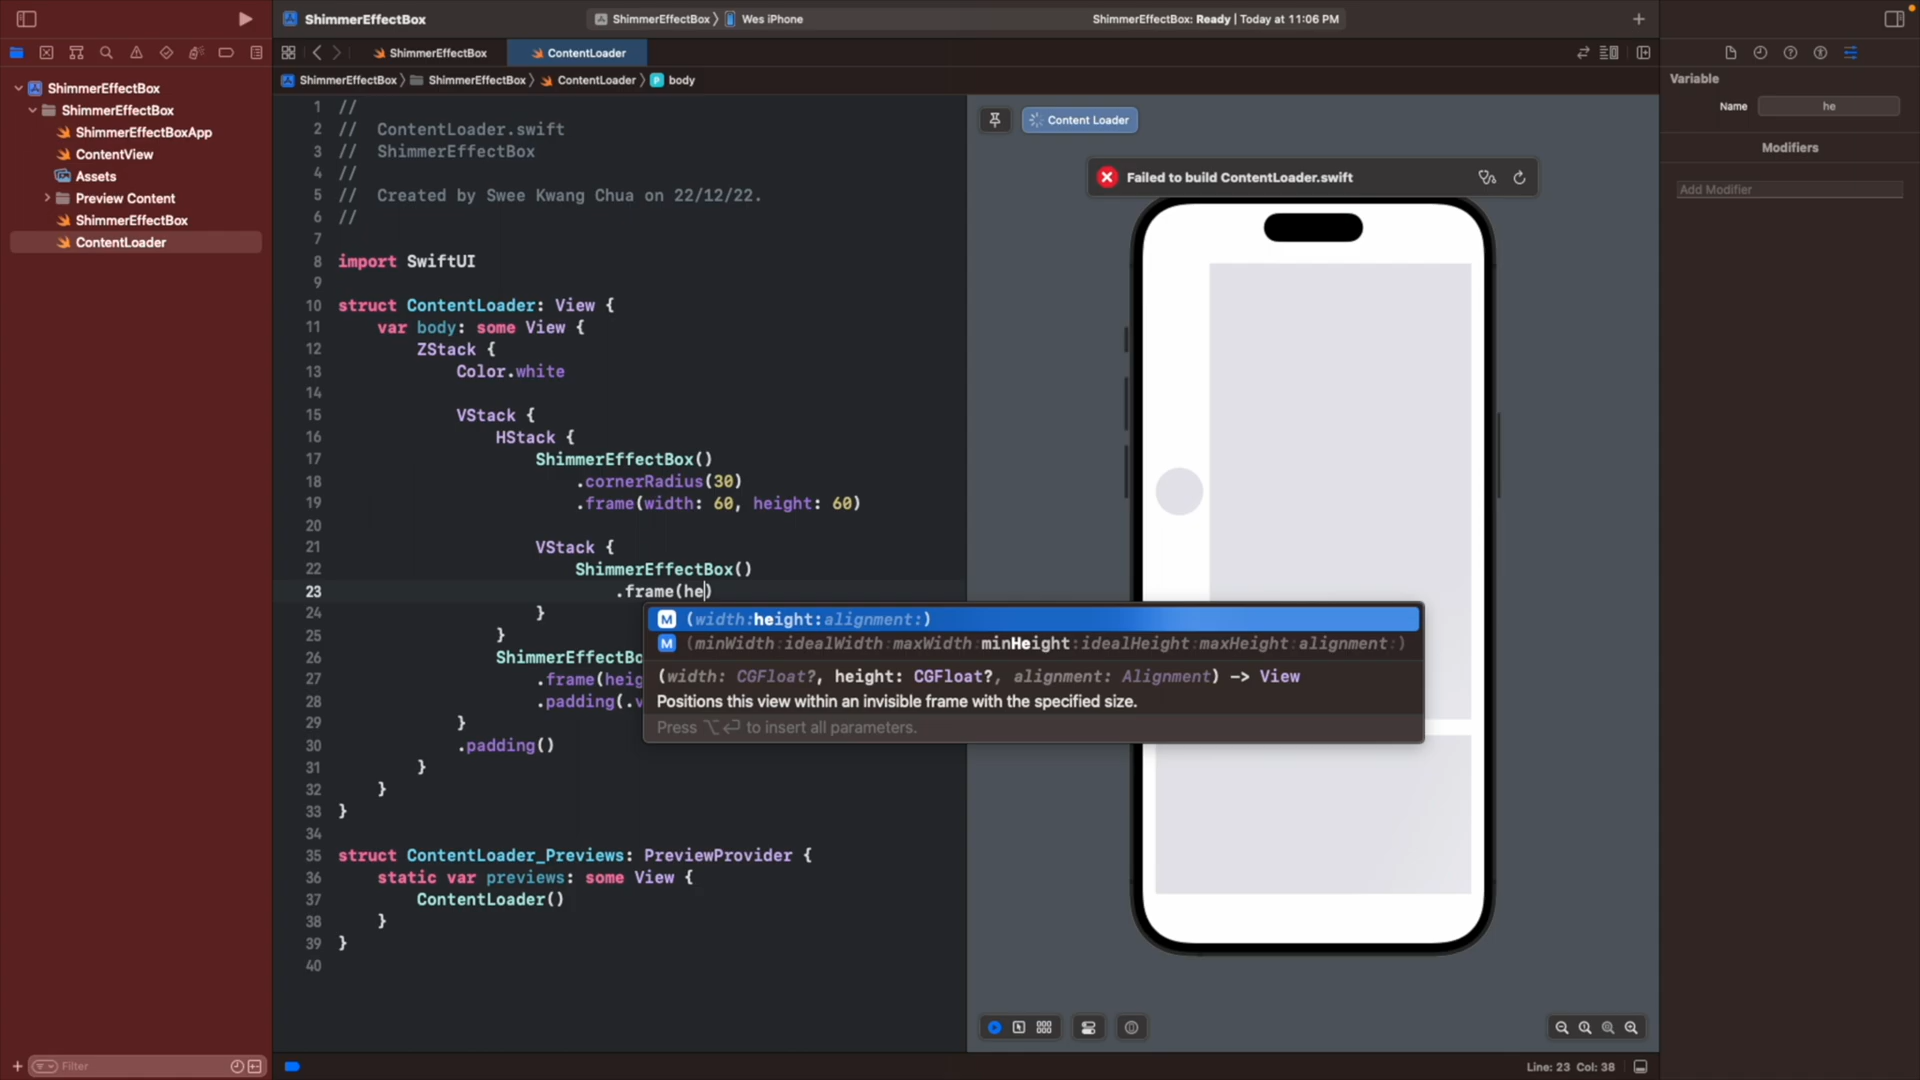 ShimmerEffectBox
ShimmerEffectBox 〉 Wes iPhone
ShimmerEffectBox: Ready | Today at 11:06 PM
ShimmerEffectBox
ContentLoader
ShimmerEffectBox 〉 ShimmerEffectBox 〉 ContentLoader 〉 P body
ShimmerEffectBox
ShimmerEffectBox
ShimmerEffectBoxApp
ContentView
Assets
Preview Content
ShimmerEffectBox
ContentLoader
Filter
1 //
2 //  ContentLoader.swift
3 //  ShimmerEffectBox
4 //
5 //  Created by Swee Kwang Chua on 22/12/22.
6 //
7
8 import SwiftUI
9
10 struct ContentLoader: View {
11     var body: some View {
12         ZStack {
13             Color.white
14
15             VStack {
16                 HStack {
17                     ShimmerEffectBox()
18                         .cornerRadius(30)
19                         .frame(width: 60, height: 60)
20
21                     VStack {
22                         ShimmerEffectBox()
23                             .frame(he)
24                     }
25                 }
26                 ShimmerEffectBo
27                     .frame(heig
28                     .padding(.v
29             }
30             .padding()
31         }
32     }
33 }
34
35 struct ContentLoader_Previews: PreviewProvider {
36     static var previews: some View {
37         ContentLoader()
38     }
39 }
40
M (width:height:alignment:)
M (minWidth:idealWidth:maxWidth:minHeight:idealHeight:maxHeight:alignment:)
(width: CGFloat?, height: CGFloat?, alignment: Alignment) -> View
Positions this view within an invisible frame with the specified size.
Press ⌥↩ to insert all parameters.
Content Loader
Failed to build ContentLoader.swift
Variable
Name he
Modifiers
Add Modifier
Line: 23 Col: 38